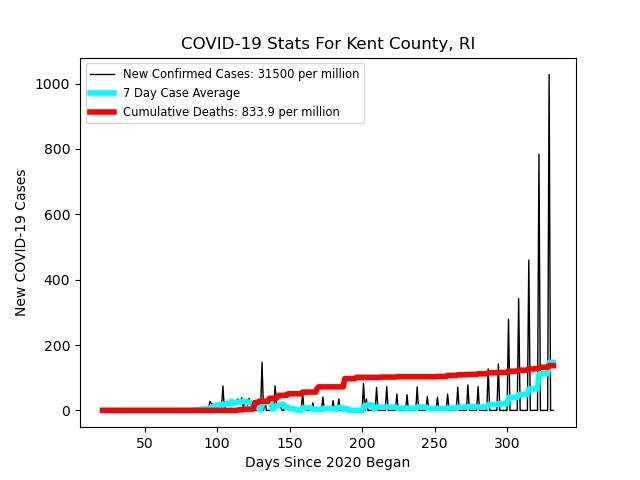 COVID-19 Stats For Kent County, RI
New Confirmed Cases: 31500 per million
7 Day Case Average
Cumulative Deaths: 833.9 per million
New COVID-19 Cases
1000
800
600
400
200
0
50 100 150 200 250 300
Days Since 2020 Began